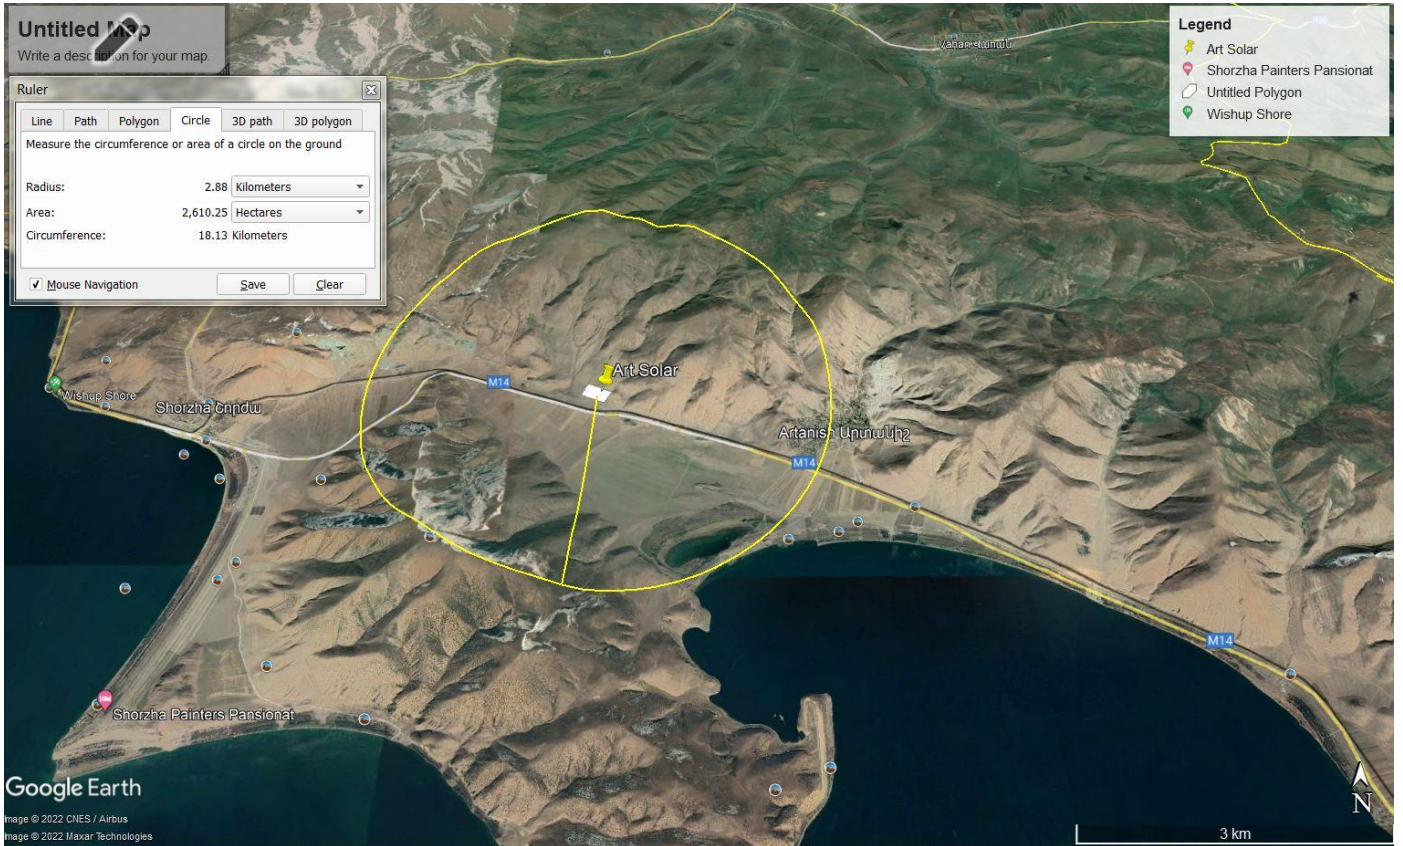 Untitled Map
Write a description for your map.
Ruler
Line Path Polygon Circle 3D path 3D polygon
Measure the circumference or area of a circle on the ground
Radius: 2.88 Kilometers
Area: 2,610.25 Hectares
Circumference: 18.13 Kilometers
Mouse Navigation Save Clear
Legend
Art Solar
Shorzha Painters Pansionat
Untitled Polygon
Wishup Shore
Vahan Վահան
Art Solar
M14
Wishup Shore
Shorzha Շորժա
Artanish Արտանիշ
M14
M14
Shorzha Painters Pansionat
Google Earth
Image © 2022 CNES / Airbus
Image © 2022 Maxar Technologies
N
3 km